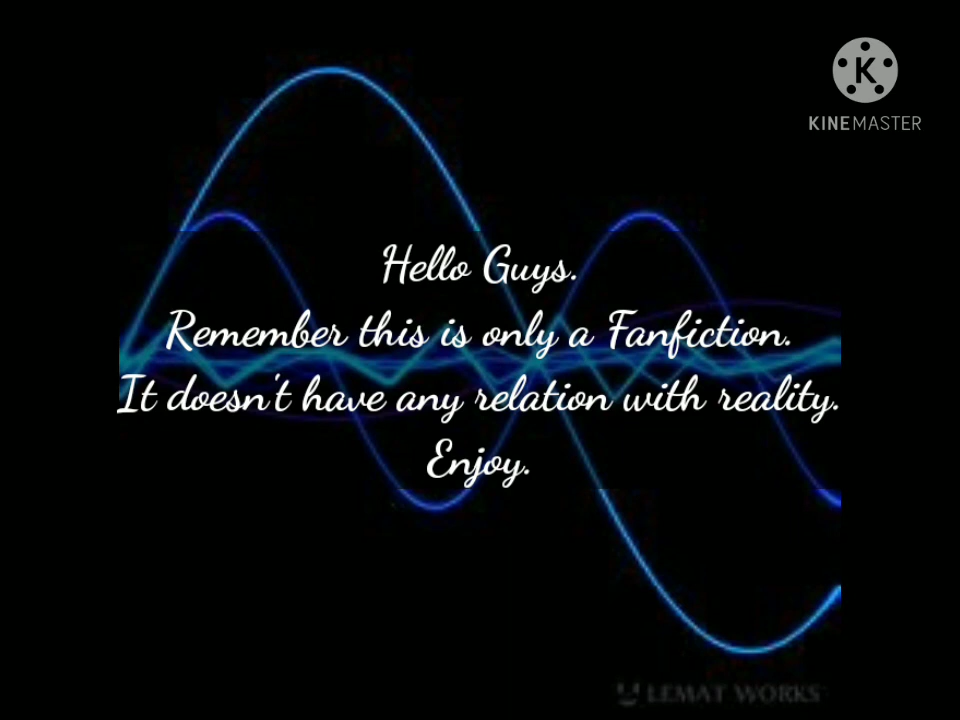 KINEMASTER
Hello Guys.
Remember this is only a Fanfiction.
It doesn't have any relation with reality.
Enjoy.
LEMAT WORKS